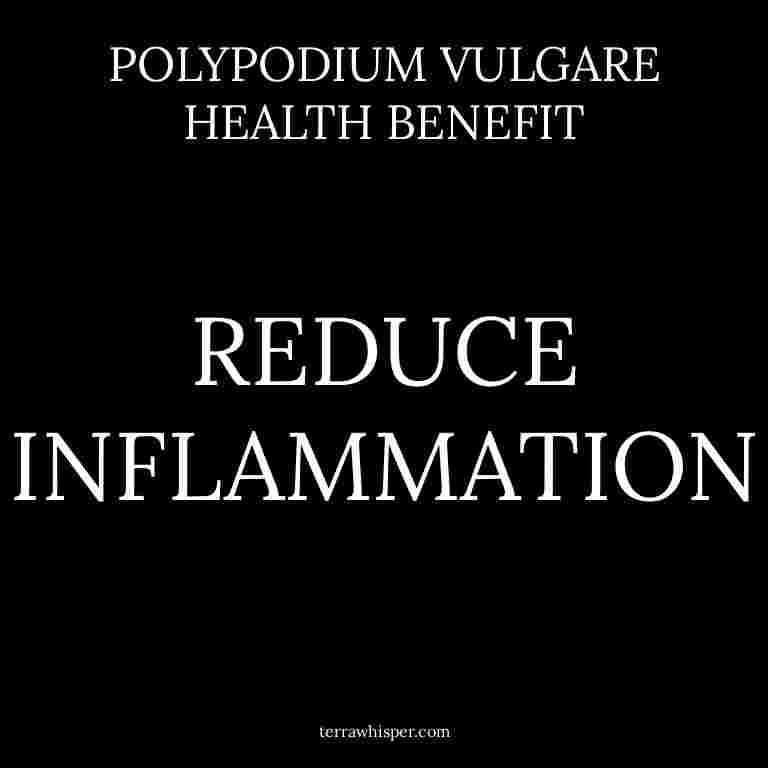 POLYPODIUM VULGARE
HEALTH BENEFIT
REDUCE
INFLAMMATION
terrawhisper.com